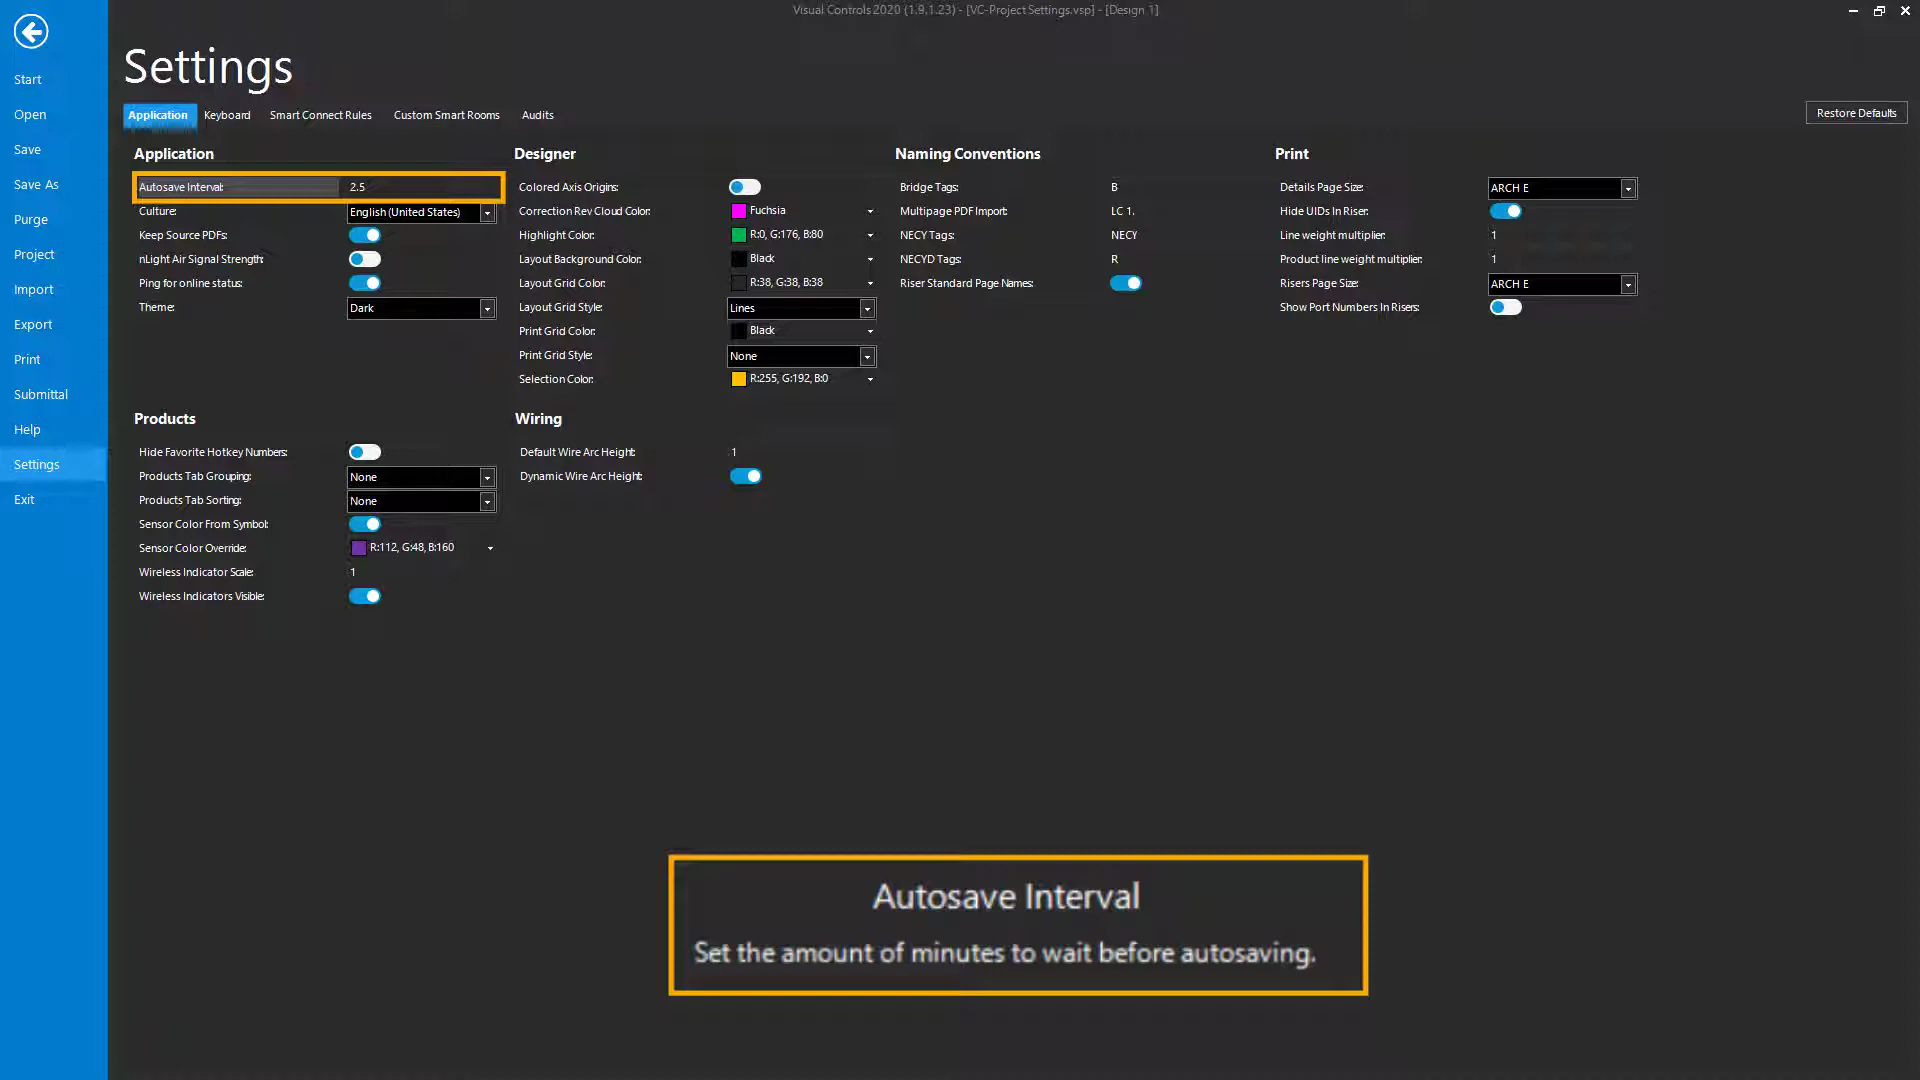 Visual Controls 2020 (1.9.1.23) - [VC-Project Settings.vsp] - [Design 1]
Start
Open
Save
Save As
Purge
Project
Import
Export
Print
Submittal
Help
Settings
Exit
Settings
Application Keyboard Smart Connect Rules Custom Smart Rooms Audits
Restore Defaults
Application
Autosave Interval: 2.5
Culture: English (United States)
Keep Source PDFs:
nLight Air Signal Strength:
Ping for online status:
Theme: Dark
Designer
Colored Axis Origins:
Correction Rev Cloud Color: Fuchsia
Highlight Color: R:0, G:176, B:80
Layout Background Color: Black
Layout Grid Color: R:38, G:38, B:38
Layout Grid Style: Lines
Print Grid Color: Black
Print Grid Style: None
Selection Color: R:255, G:192, B:0
Naming Conventions
Bridge Tags: B
Multipage PDF Import: LC 1.
NECY Tags: NECY
NECYD Tags: R
Riser Standard Page Names:
Print
Details Page Size: ARCH E
Hide UIDs In Riser:
Line weight multiplier: 1
Product line weight multiplier: 1
Risers Page Size: ARCH E
Show Port Numbers In Risers:
Products
Hide Favorite Hotkey Numbers:
Products Tab Grouping: None
Products Tab Sorting: None
Sensor Color From Symbol:
Sensor Color Override: R:112, G:48, B:160
Wireless Indicator Scale: 1
Wireless Indicators Visible:
Wiring
Default Wire Arc Height: 1
Dynamic Wire Arc Height:
Autosave Interval
Set the amount of minutes to wait before autosaving.